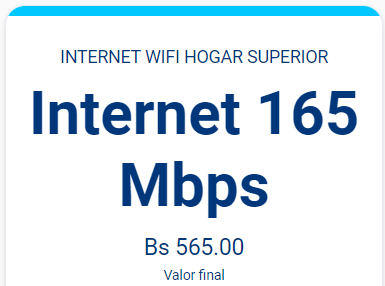 INTERNET WIFI HOGAR SUPERIOR
Internet 165
Mbps
Bs 565.00
Valor final